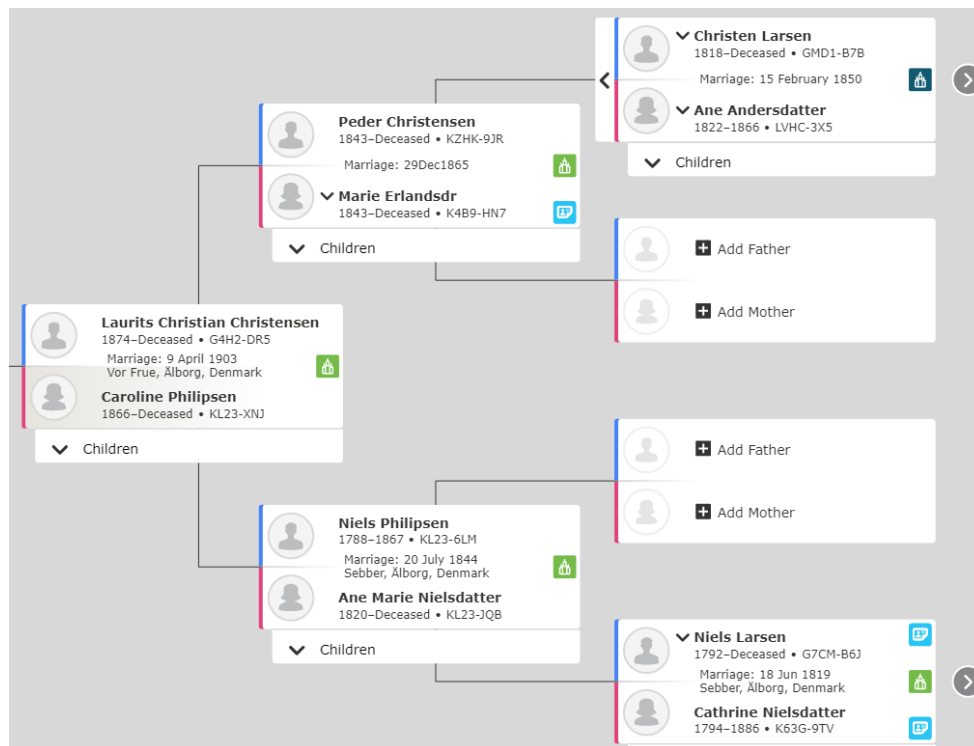 Christen Larsen
1818–Deceased • GMD1-B7B
Marriage: 15 February 1850
Ane Andersdatter
1822–1866 • LVHC-3X5
Children
Peder Christensen
1843–Deceased • KZHK-9JR
Marriage: 29Dec1865
Marie Erlandsdr
1843–Deceased • K4B9-HN7
Children
Add Father
Add Mother
Laurits Christian Christensen
1874–Deceased • G4H2-DR5
Marriage: 9 April 1903
Vor Frue, Älborg, Denmark
Caroline Philipsen
1866–Deceased • KL23-XNJ
Children
Add Father
Add Mother
Niels Philipsen
1788–1867 • KL23-6LM
Marriage: 20 July 1844
Sebber, Älborg, Denmark
Ane Marie Nielsdatter
1820–Deceased • KL23-JQB
Children
Niels Larsen
1792–Deceased • G7CM-B6J
Marriage: 18 Jun 1819
Sebber, Älborg, Denmark
Cathrine Nielsdatter
1794–1886 • K63G-9TV